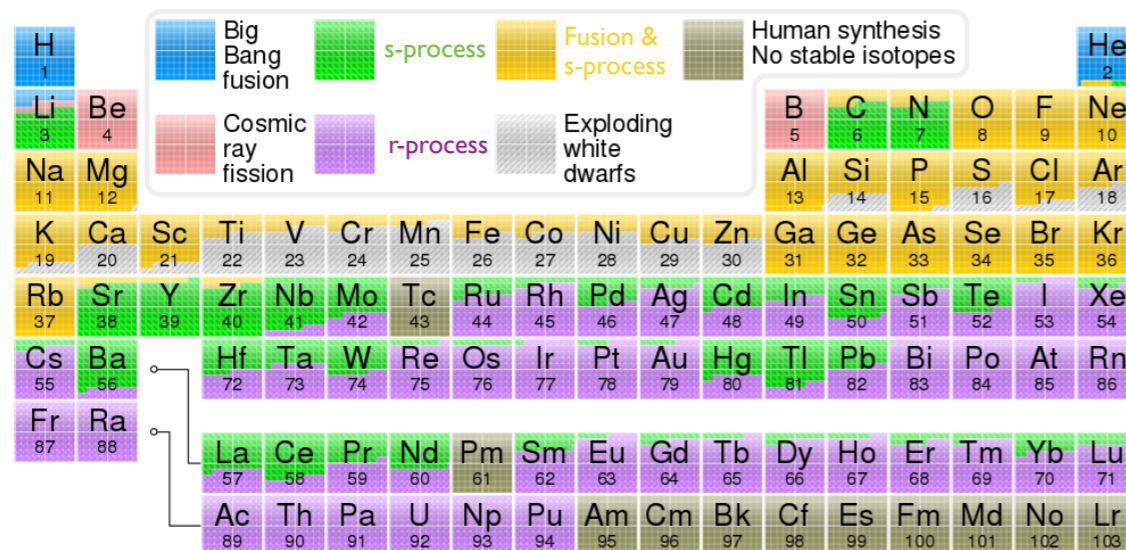 Big
Bang
fusion
s-process
Fusion &
s-process
Human synthesis
No stable isotopes
Cosmic
ray
fission
r-process
Exploding
white
dwarfs
H He
1 2
Li Be B C N O F Ne
3 4 5 6 7 8 9 10
Na Mg Al Si P S Cl Ar
11 12 13 14 15 16 17 18
K Ca Sc Ti V Cr Mn Fe Co Ni Cu Zn Ga Ge As Se Br Kr
19 20 21 22 23 24 25 26 27 28 29 30 31 32 33 34 35 36
Rb Sr Y Zr Nb Mo Tc Ru Rh Pd Ag Cd In Sn Sb Te I Xe
37 38 39 40 41 42 43 44 45 46 47 48 49 50 51 52 53 54
Cs Ba Hf Ta W Re Os Ir Pt Au Hg Tl Pb Bi Po At Rn
55 56 72 73 74 75 76 77 78 79 80 81 82 83 84 85 86
Fr Ra
87 88
La Ce Pr Nd Pm Sm Eu Gd Tb Dy Ho Er Tm Yb Lu
57 58 59 60 61 62 63 64 65 66 67 68 69 70 71
Ac Th Pa U Np Pu Am Cm Bk Cf Es Fm Md No Lr
89 90 91 92 93 94 95 96 97 98 99 100 101 102 103